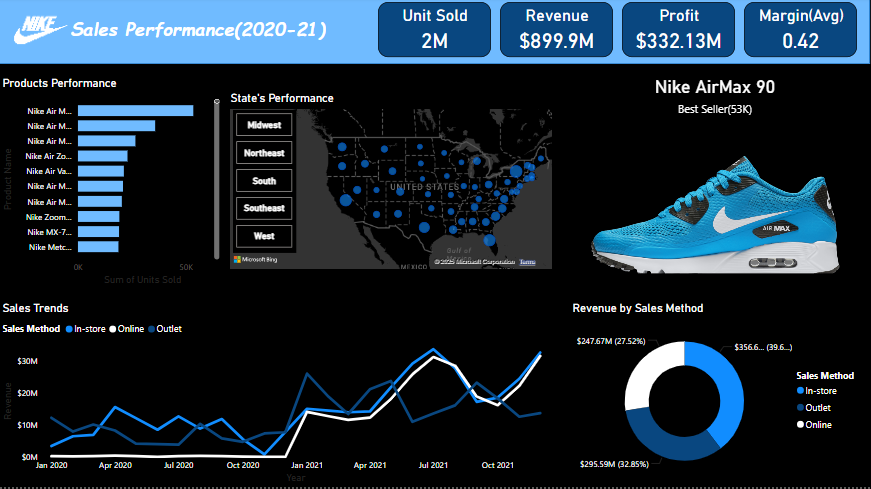 NIKE
Sales Performance(2020-21)
Unit Sold
2M
Revenue
$899.9M
Profit
$332.13M
Margin(Avg)
0.42
Products Performance
Product Name
Nike Air M...
Nike Air M...
Nike Air M...
Nike Air Zo...
Nike Air Va...
Nike Air M...
Nike Air M...
Nike Zoom...
Nike MX-7...
Nike Metc...
0K
50K
Sum of Units Sold
State's Performance
Midwest
Northeast
South
Southeast
West
UNITED STATES
Gulf of
Mexico
MEXICO
Microsoft Bing
© 2025 Microsoft Corporation Terms
Nike AirMax 90
Best Seller(53K)
AIR MAX
Sales Trends
Sales Method In-store Online Outlet
Revenue
$30M
$20M
$10M
$0M
Jan 2020
Apr 2020
Jul 2020
Oct 2020
Jan 2021
Apr 2021
Jul 2021
Oct 2021
Year
Revenue by Sales Method
$247.67M (27.52%)
$356.6... (39.6...)
$295.59M (32.85%)
Sales Method
In-store
Outlet
Online